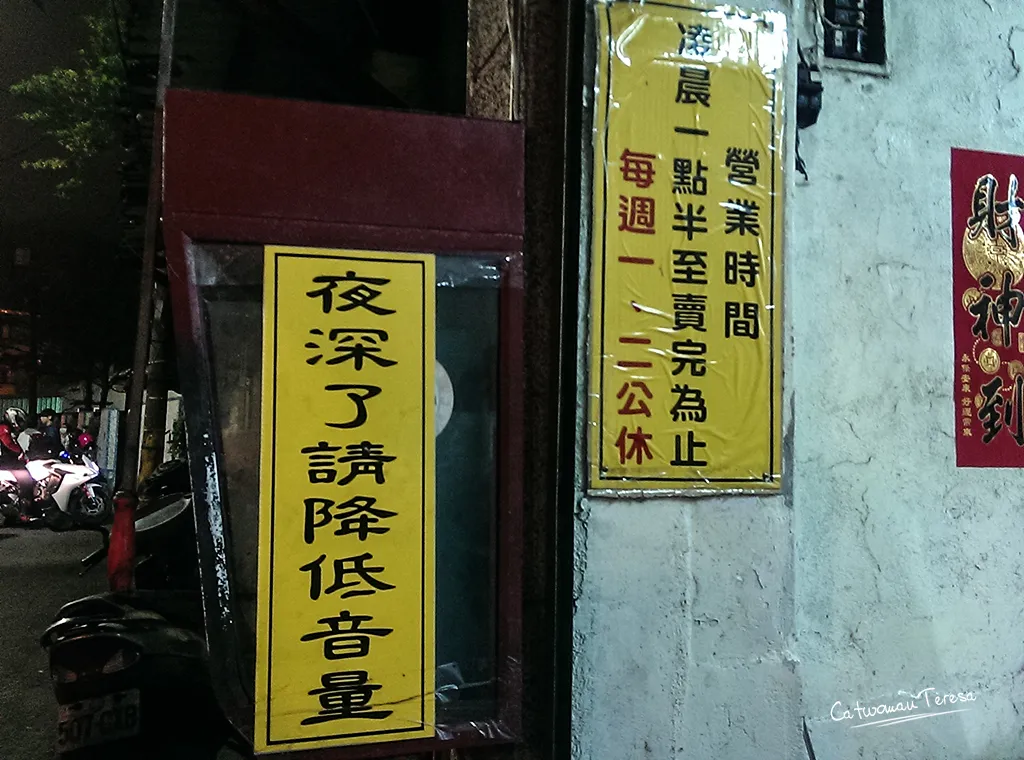 夜深了請降低音量
營業時間
凌晨一點半至賣完為止
每週一、二公休
財神到
Catwoman Teresa